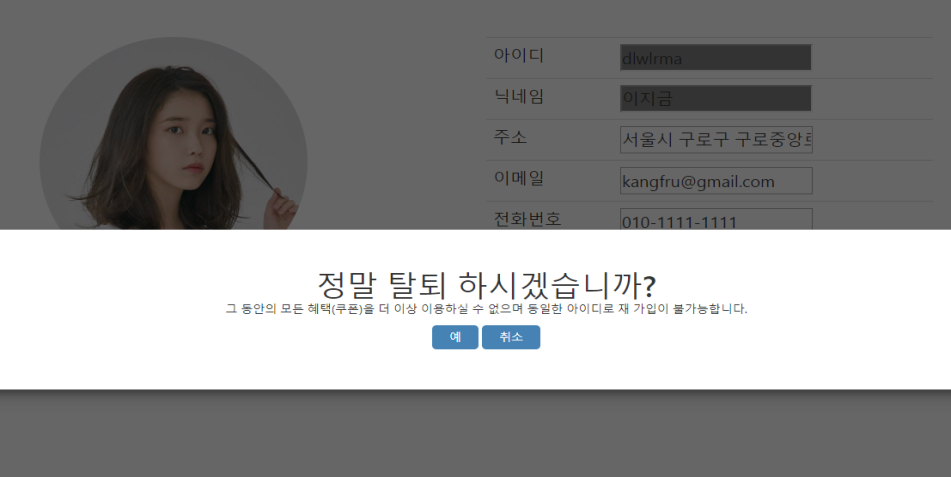 아이디 dlwlrma
닉네임 이지금
주소 서울시 구로구 구로중앙로
이메일 kangfru@gmail.com
전화번호 010-1111-1111
정말 탈퇴 하시겠습니까?
그 동안의 모든 혜택(쿠폰)을 더 이상 이용하실 수 없으며 동일한 아이디로 재 가입이 불가능합니다.
예 취소